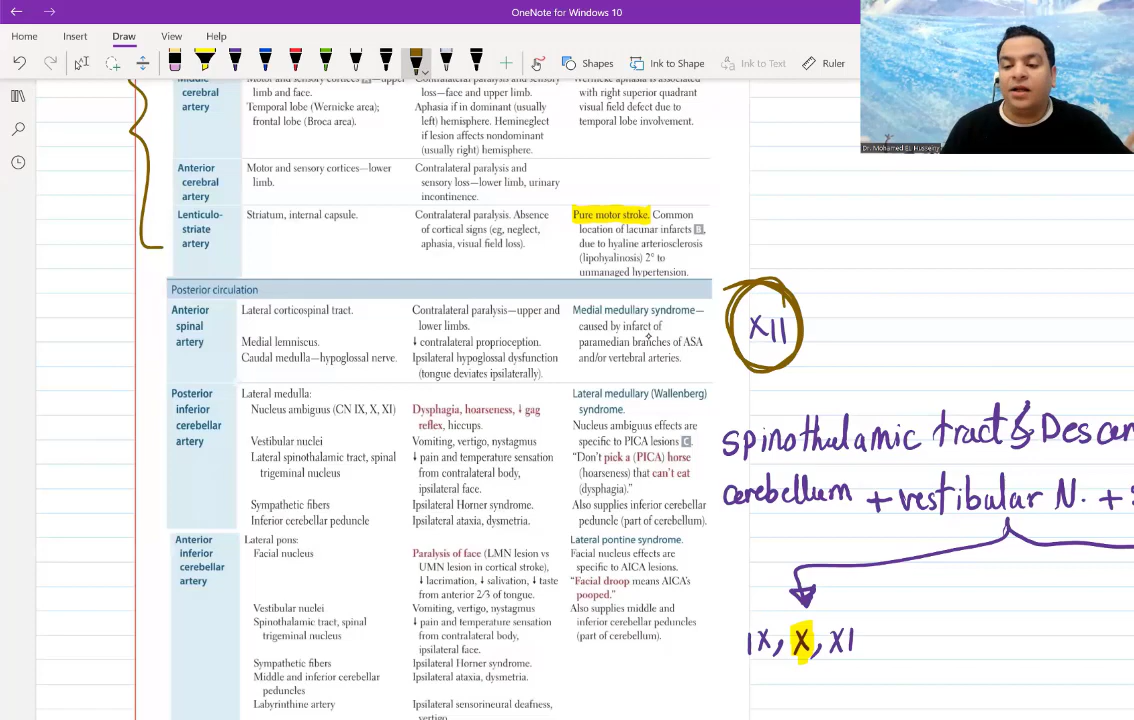 OneNote for Windows 10
Home Insert Draw View Help
Shapes Ink to Shape Ink to Text Ruler
Dr. Mohamed EL Husseiny
Middle cerebral artery
Motor and sensory cortices A—upper limb and face.
Temporal lobe (Wernicke area); frontal lobe (Broca area).
Contralateral paralysis and sensory loss—face and upper limb.
Aphasia if in dominant (usually left) hemisphere. Hemineglect if lesion affects nondominant (usually right) hemisphere.
Wernicke aphasia is associated with right superior quadrant visual field defect due to temporal lobe involvement.
Anterior cerebral artery
Motor and sensory cortices—lower limb.
Contralateral paralysis and sensory loss—lower limb, urinary incontinence.
Lenticulo-
striate
artery
Striatum, internal capsule.
Contralateral paralysis. Absence of cortical signs (eg, neglect, aphasia, visual field loss).
Pure motor stroke. Common location of lacunar infarcts B, due to hyaline arteriosclerosis (lipohyalinosis) 2° to unmanaged hypertension.
Posterior circulation
Anterior spinal artery
Lateral corticospinal tract.
Contralateral paralysis—upper and lower limbs.
Medial lemniscus.
↓ contralateral proprioception.
Caudal medulla—hypoglossal nerve.
Ipsilateral hypoglossal dysfunction (tongue deviates ipsilaterally).
Medial medullary syndrome—caused by infarct of paramedian branches of ASA and/or vertebral arteries.
XII
Posterior inferior cerebellar artery
Lateral medulla:
Nucleus ambiguus (CN IX, X, XI)
Dysphagia, hoarseness, ↓ gag reflex, hiccups.
Vestibular nuclei
Vomiting, vertigo, nystagmus
Lateral spinothalamic tract, spinal trigeminal nucleus
↓ pain and temperature sensation from contralateral body, ipsilateral face.
Sympathetic fibers
Ipsilateral Horner syndrome.
Inferior cerebellar peduncle
Ipsilateral ataxia, dysmetria.
Lateral medullary (Wallenberg) syndrome.
Nucleus ambiguus effects are specific to PICA lesions C.
“Don’t pick a (PICA) horse (hoarseness) that can’t eat (dysphagia).”
Also supplies inferior cerebellar peduncle (part of cerebellum).
spinothulamic tract & Descen
cerebellum + vestibular N. +
IX, X, XI
Anterior inferior cerebellar artery
Lateral pons:
Facial nucleus
Paralysis of face (LMN lesion vs UMN lesion in cortical stroke), ↓ lacrimation, ↓ salivation, ↓ taste from anterior 2⁄3 of tongue.
Vestibular nuclei
Vomiting, vertigo, nystagmus
Spinothalamic tract, spinal trigeminal nucleus
↓ pain and temperature sensation from contralateral body, ipsilateral face.
Sympathetic fibers
Ipsilateral Horner syndrome.
Middle and inferior cerebellar peduncles
Ipsilateral ataxia, dysmetria.
Labyrinthine artery
Ipsilateral sensorineural deafness, vertigo.
Lateral pontine syndrome.
Facial nucleus effects are specific to AICA lesions.
“Facial droop means AICA’s pooped.”
Also supplies middle and inferior cerebellar peduncles (part of cerebellum).